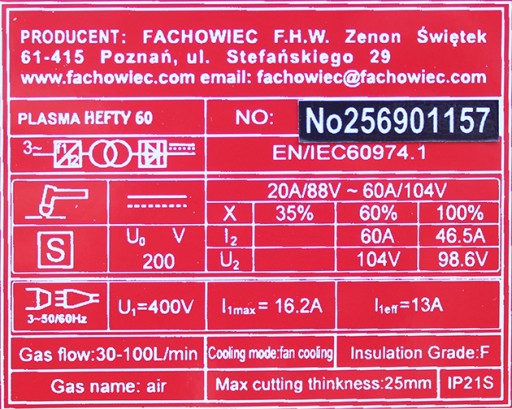 PRODUCENT: FACHOWIEC F.H.W. Zenon Świętek
61-415 Poznań, ul. Stefańskiego 29
www.fachowiec.com email: fachowiec@fachowiec.com
PLASMA HEFTY 60 NO: No256901157
3~ f1 f2 EN/IEC60974.1
20A/88V ~ 60A/104V
X 35% 60% 100%
S U₀ V I₂ 60A 46.5A
200 U₂ 104V 98.6V
3~50/60Hz U₁=400V I₁max = 16.2A I₁eff=13A
Gas flow:30-100L/min Cooling mode:fan cooling Insulation Grade:F
Gas name: air Max cutting thinkness:25mm IP21S